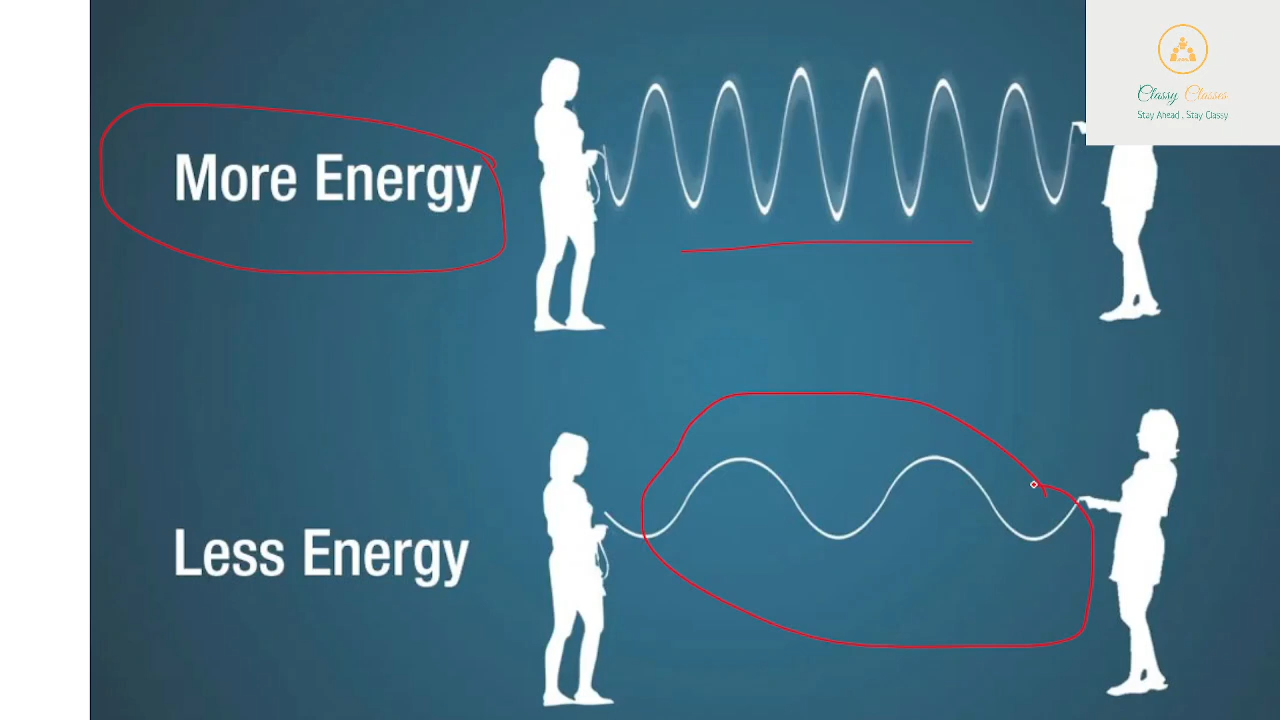 Classy Classes
Stay Ahead . Stay Classy
More Energy
Less Energy